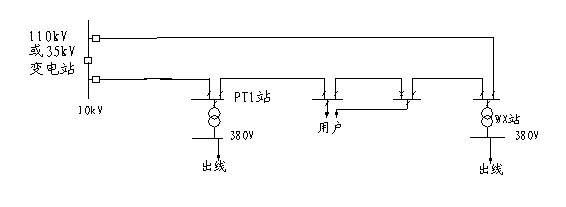 110kV
或35kV
变电站
10kV
PT1站
380V
出线
用户
WX站
380V
出线